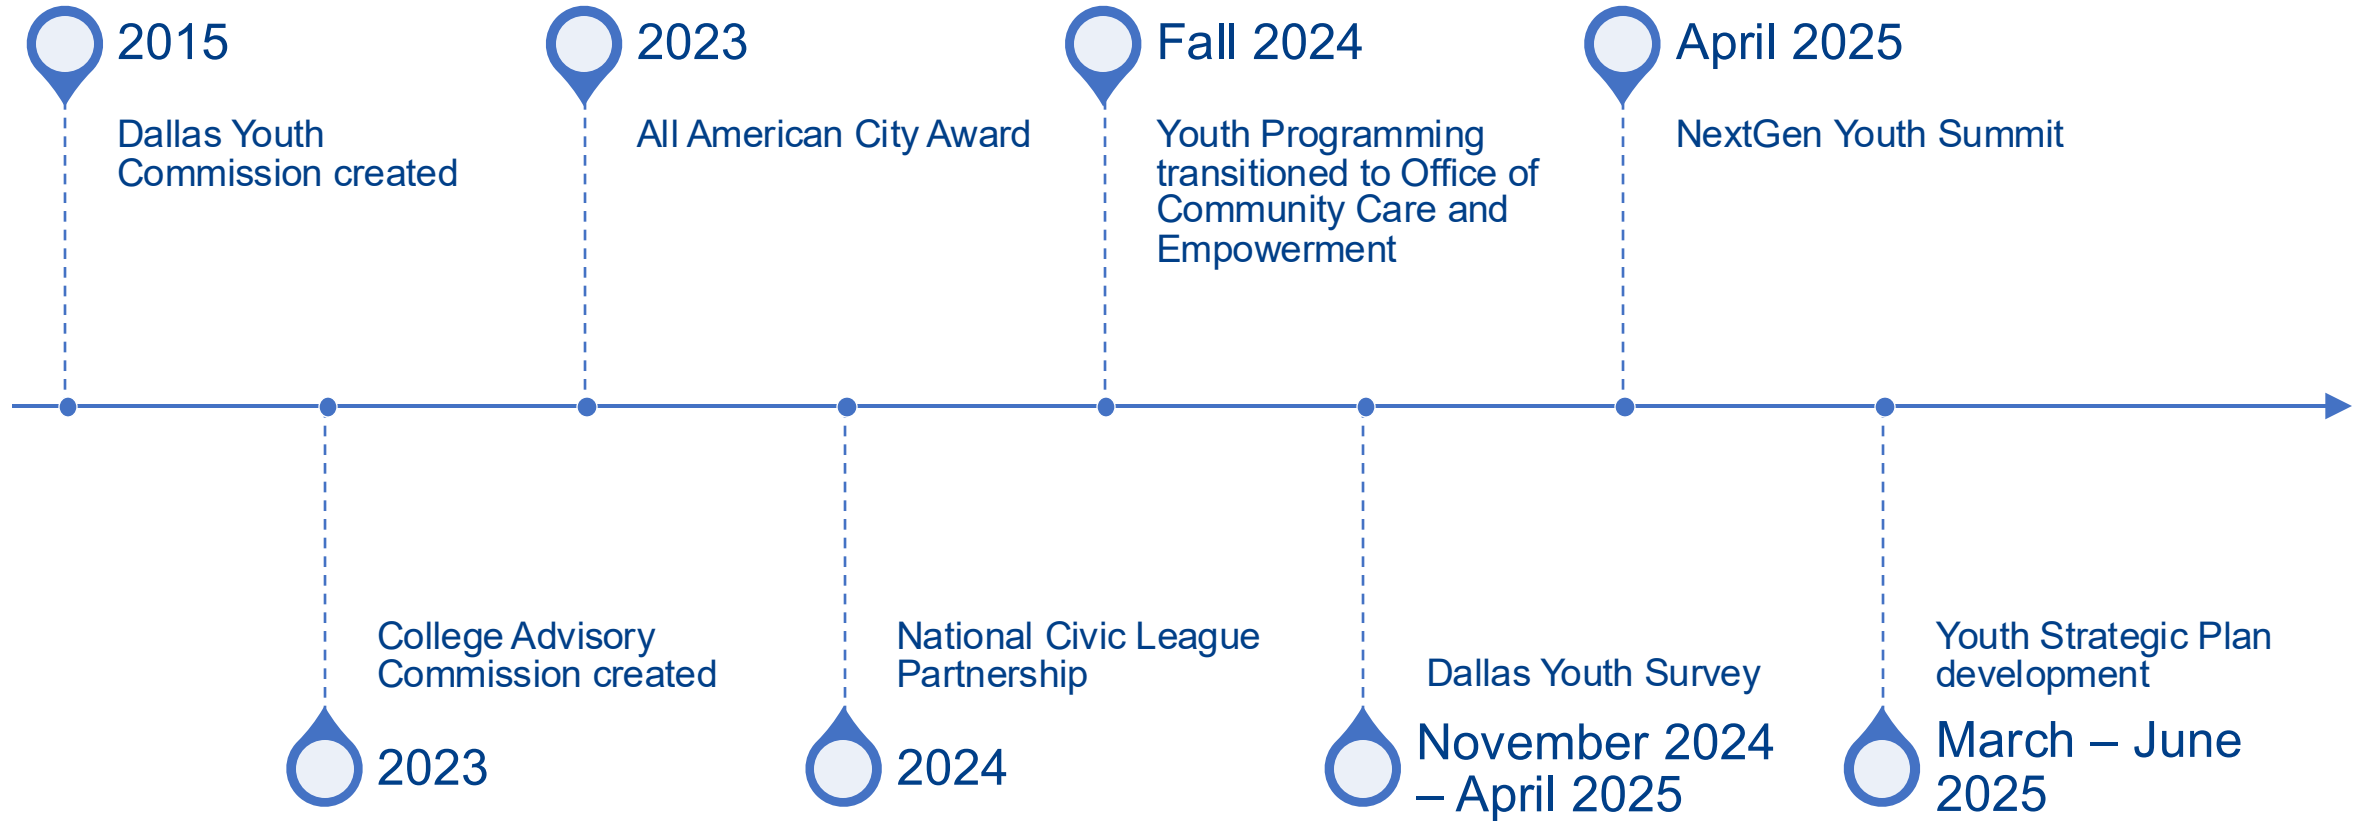 2015
Dallas Youth
Commission created
2023
All American City Award
Fall 2024
Youth Programming
transitioned to Office of
Community Care and
Empowerment
April 2025
NextGen Youth Summit
College Advisory
Commission created
2023
National Civic League
Partnership
2024
Dallas Youth Survey
November 2024
– April 2025
Youth Strategic Plan
development
March – June
2025